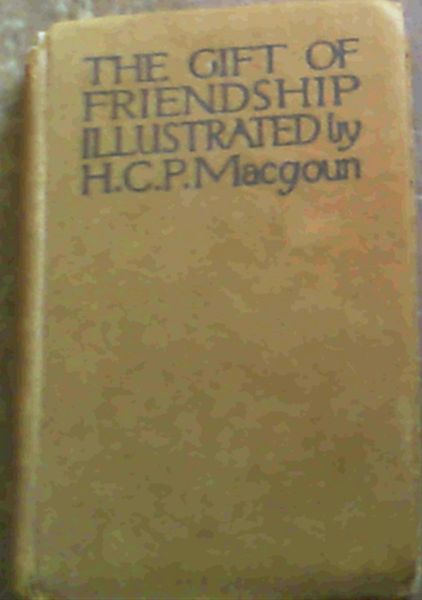 THE GIFT OF
FRIENDSHIP
ILLUSTRATED by
H.C.P. Macgoun